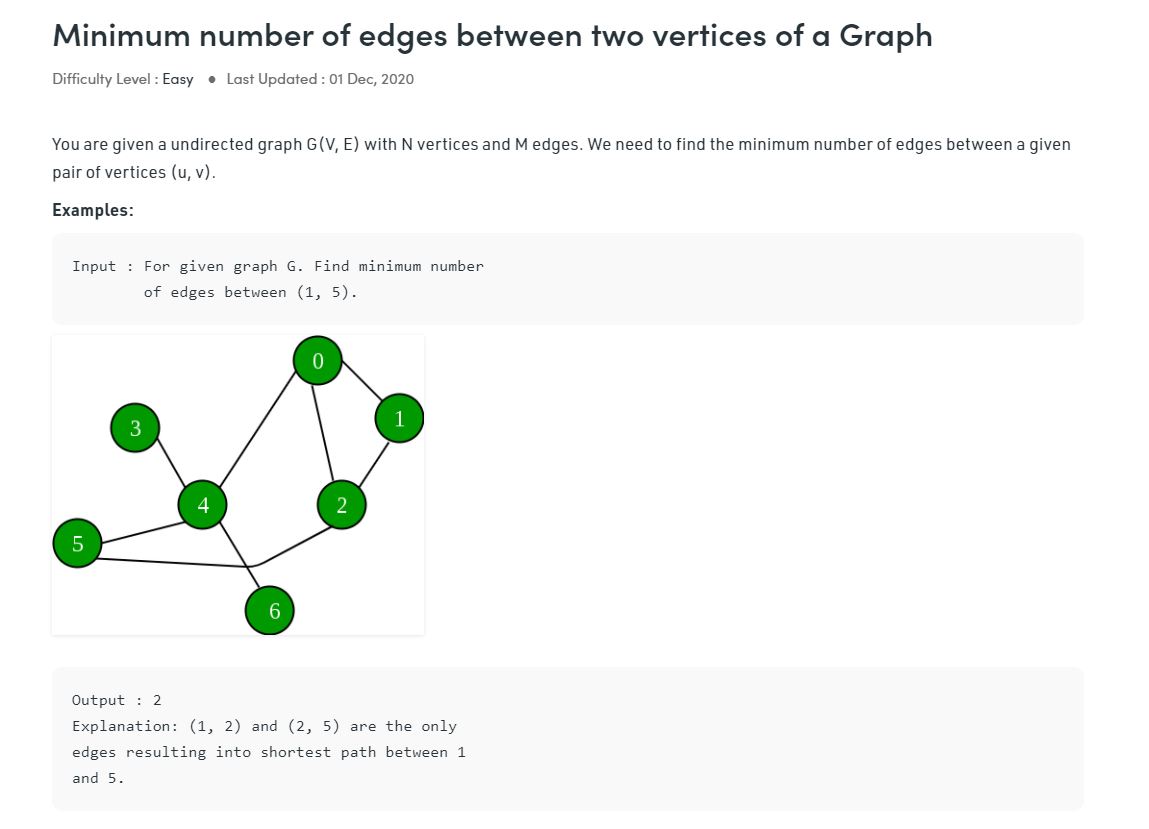 Minimum number of edges between two vertices of a Graph
Difficulty Level : Easy ● Last Updated : 01 Dec, 2020
You are given a undirected graph G(V, E) with N vertices and M edges. We need to find the minimum number of edges between a given
pair of vertices (u, v).
Examples:
Input : For given graph G. Find minimum number
of edges between (1, 5).
0
1
3
4
2
5
6
Output : 2
Explanation: (1, 2) and (2, 5) are the only
edges resulting into shortest path between 1
and 5.